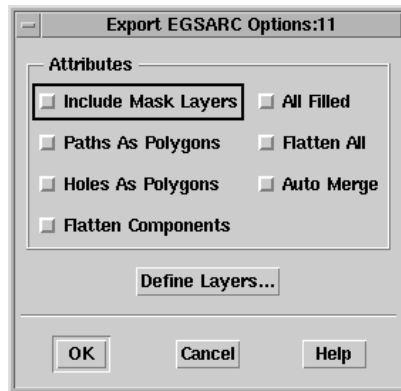 Export EGSARC Options:11
Attributes
Include Mask Layers
All Filled
Paths As Polygons
Flatten All
Holes As Polygons
Auto Merge
Flatten Components
Define Layers...
OK
Cancel
Help